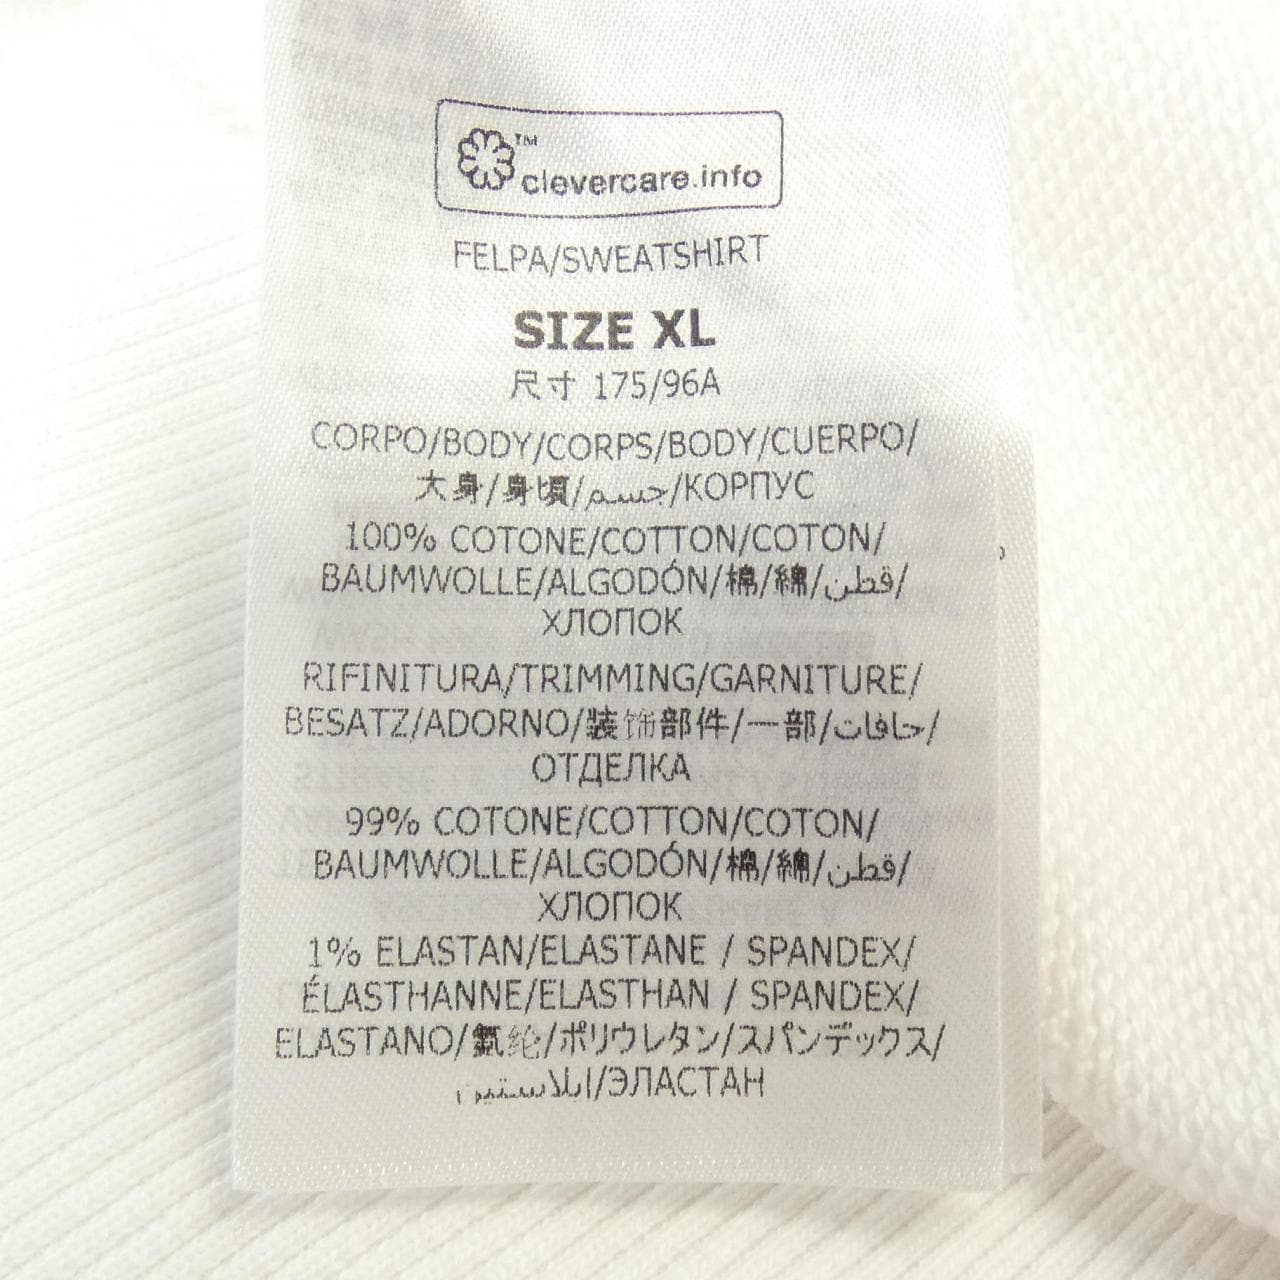 clevercare.info
FELPA/SWEATSHIRT
SIZE XL
尺寸 175/96A
CORPO/BODY/CORPS/BODY/CUERPO/
大身/身頃/جسم/КОРПУС
100% COTONE/COTTON/COTON/
BAUMWOLLE/ALGODÓN/棉/綿/قطن/
ХЛОПОК
RIFINITURA/TRIMMING/GARNITURE/
BESATZ/ADORNO/装饰部件/一部/حافات/
ОТДЕЛКА
99% COTONE/COTTON/COTON/
BAUMWOLLE/ALGODÓN/棉/綿/قطن/
ХЛОПОК
1% ELASTAN/ELASTANE / SPANDEX/
ÉLASTHANNE/ELASTHAN / SPANDEX/
ELASTANO/氨纶/ポリウレタン/スパンデックス/
ايلاستين/ЭЛАСТАН